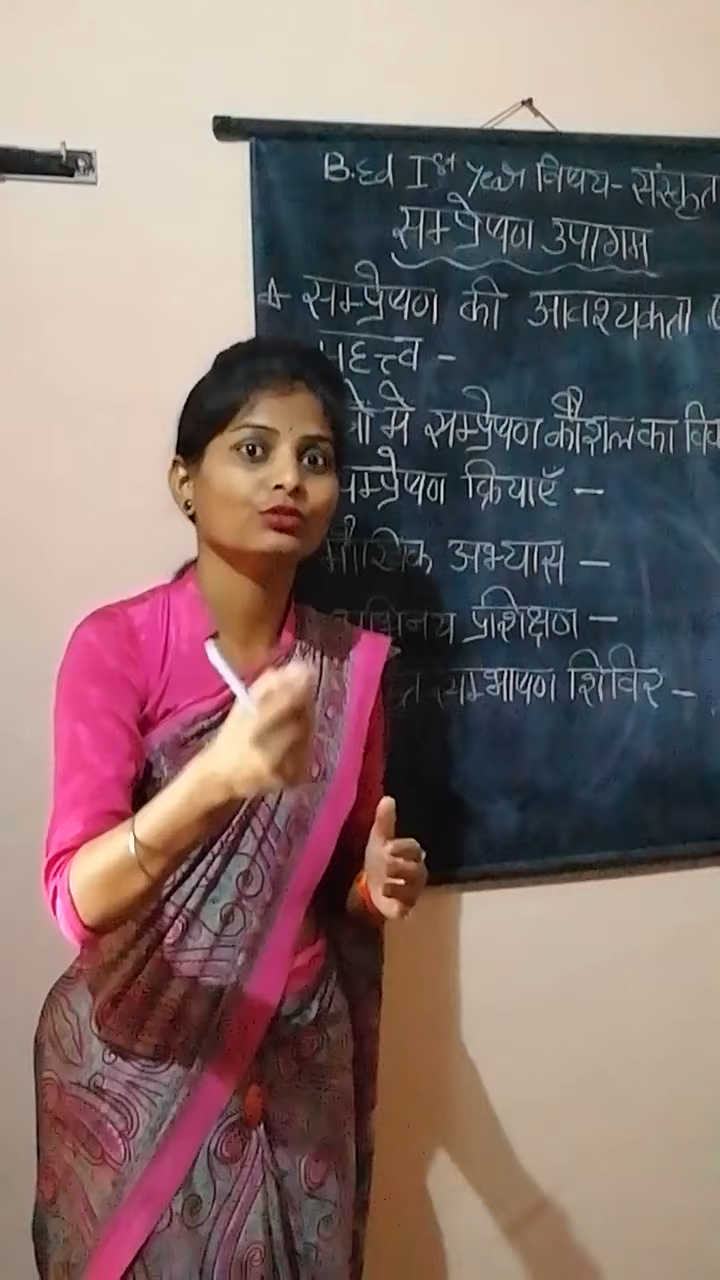 B.Ed Ist Year विषय- संस्कृत
सम्प्रेषण उपागम
सम्प्रेषण की आवश्यकता
महत्त्व -
में सम्प्रेषण कौशल का
सम्प्रेषण क्रियाएँ -
मौखिक अभ्यास -
प्रशिक्षण -
सम्भाषण शिविर -